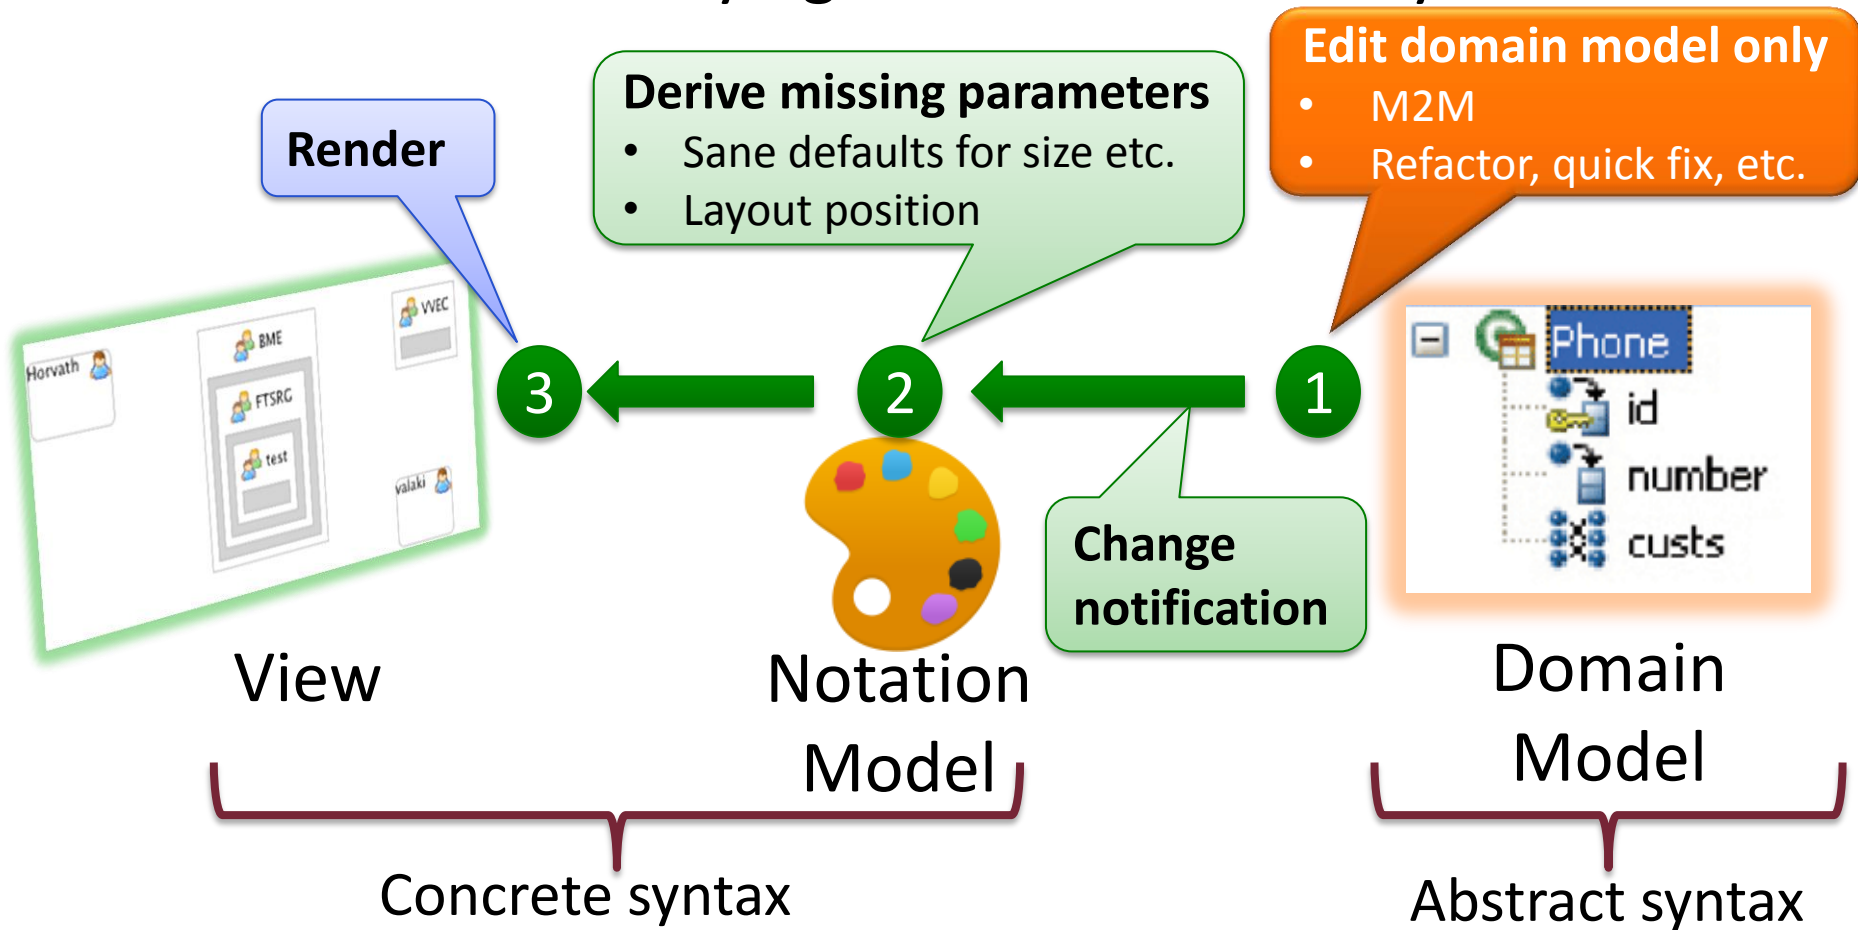 Edit domain model only
• M2M
• Refactor, quick fix, etc.
Derive missing parameters
• Sane defaults for size etc.
• Layout position
Render
Horvath
BME
FTSRG
test
VVEC
valaki
3
2
1
Phone
id
number
custs
Change
notification
View
Notation
Model
Domain
Model
Concrete syntax
Abstract syntax